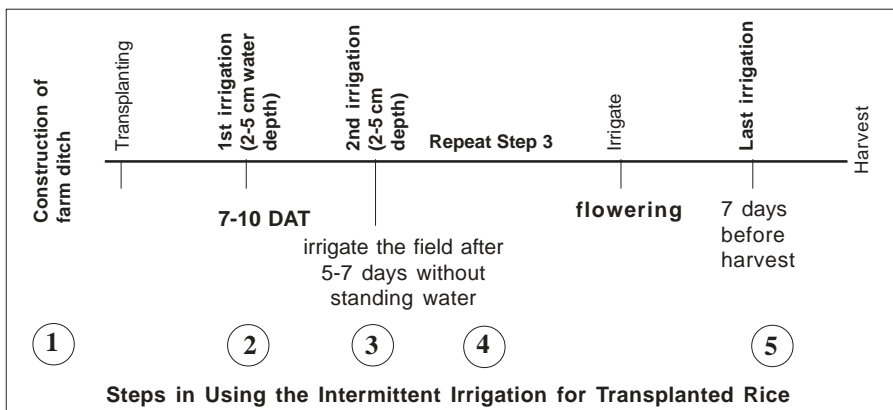 Construction of
farm ditch
Transplanting
1st irrigation
(2-5 cm water
depth)
2nd irrigation
(2-5 cm
depth)
Repeat Step 3
Irrigate
Last irrigation
Harvest
7-10 DAT
irrigate the field after
5-7 days without
standing water
flowering
7 days
before
harvest
1
2
3
4
5
Steps in Using the Intermittent Irrigation for Transplanted Rice